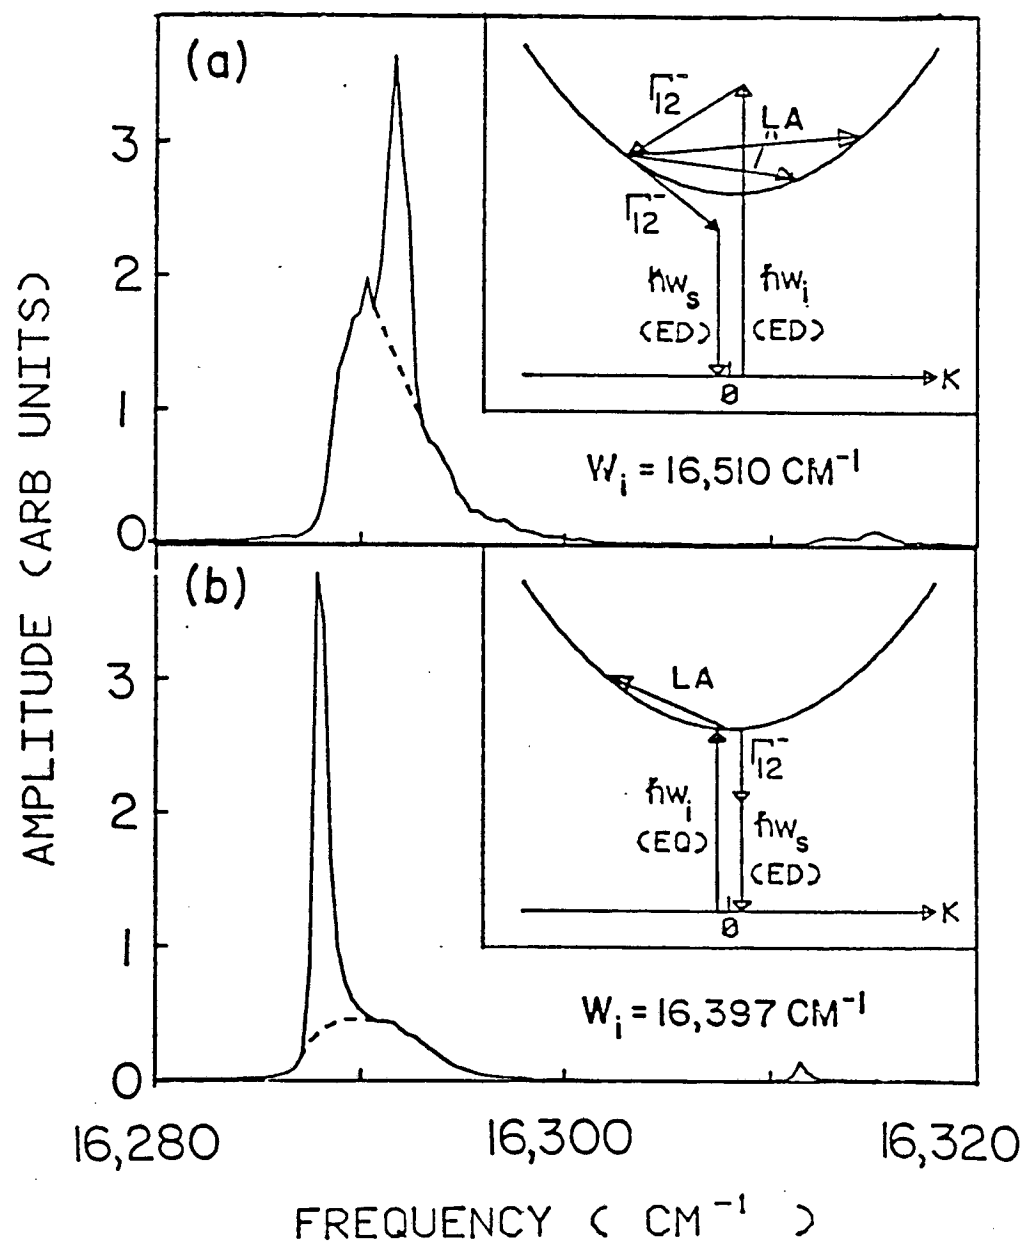 (a)
3
2
1
0
Γ12⁻
LA
Γ12⁻
ħws
(ED)
ħwi
(ED)
0
K
Wi = 16,510 CM⁻¹
(b)
3
2
1
0
LA
Γ12⁻
ħwi
(EQ)
ħws
(ED)
0
K
Wi = 16,397 CM⁻¹
16,280
16,300
16,320
AMPLITUDE (ARB UNITS)
FREQUENCY ( CM⁻¹ )